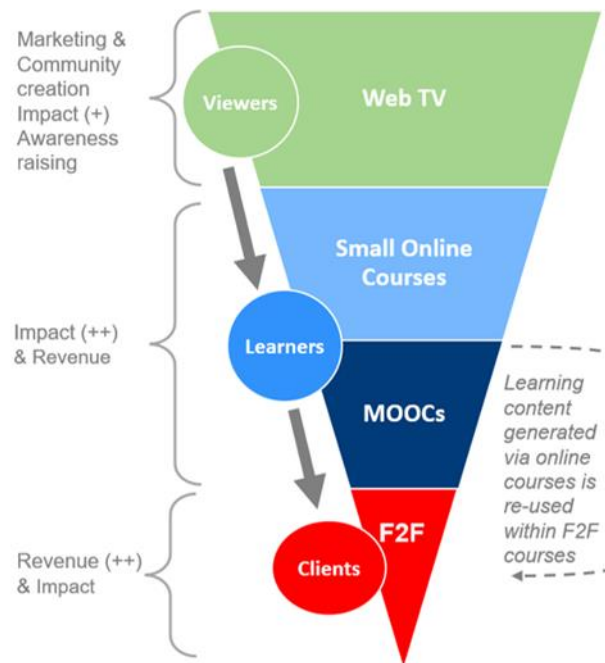 Marketing &
Community
creation
Impact (+)
Awareness
raising
Viewers
Web TV
Small Online
Courses
Impact (++)
& Revenue
Learners
MOOCs
Learning
content
generated
via online
courses is
re-used
within F2F
courses
F2F
Revenue (++)
& Impact
Clients